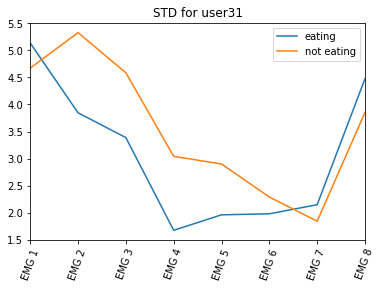 STD for user31
eating
not eating
5.5
5.0
4.5
4.0
3.5
3.0
2.5
2.0
1.5
EMG 1
EMG 2
EMG 3
EMG 4
EMG 5
EMG 6
EMG 7
EMG 8